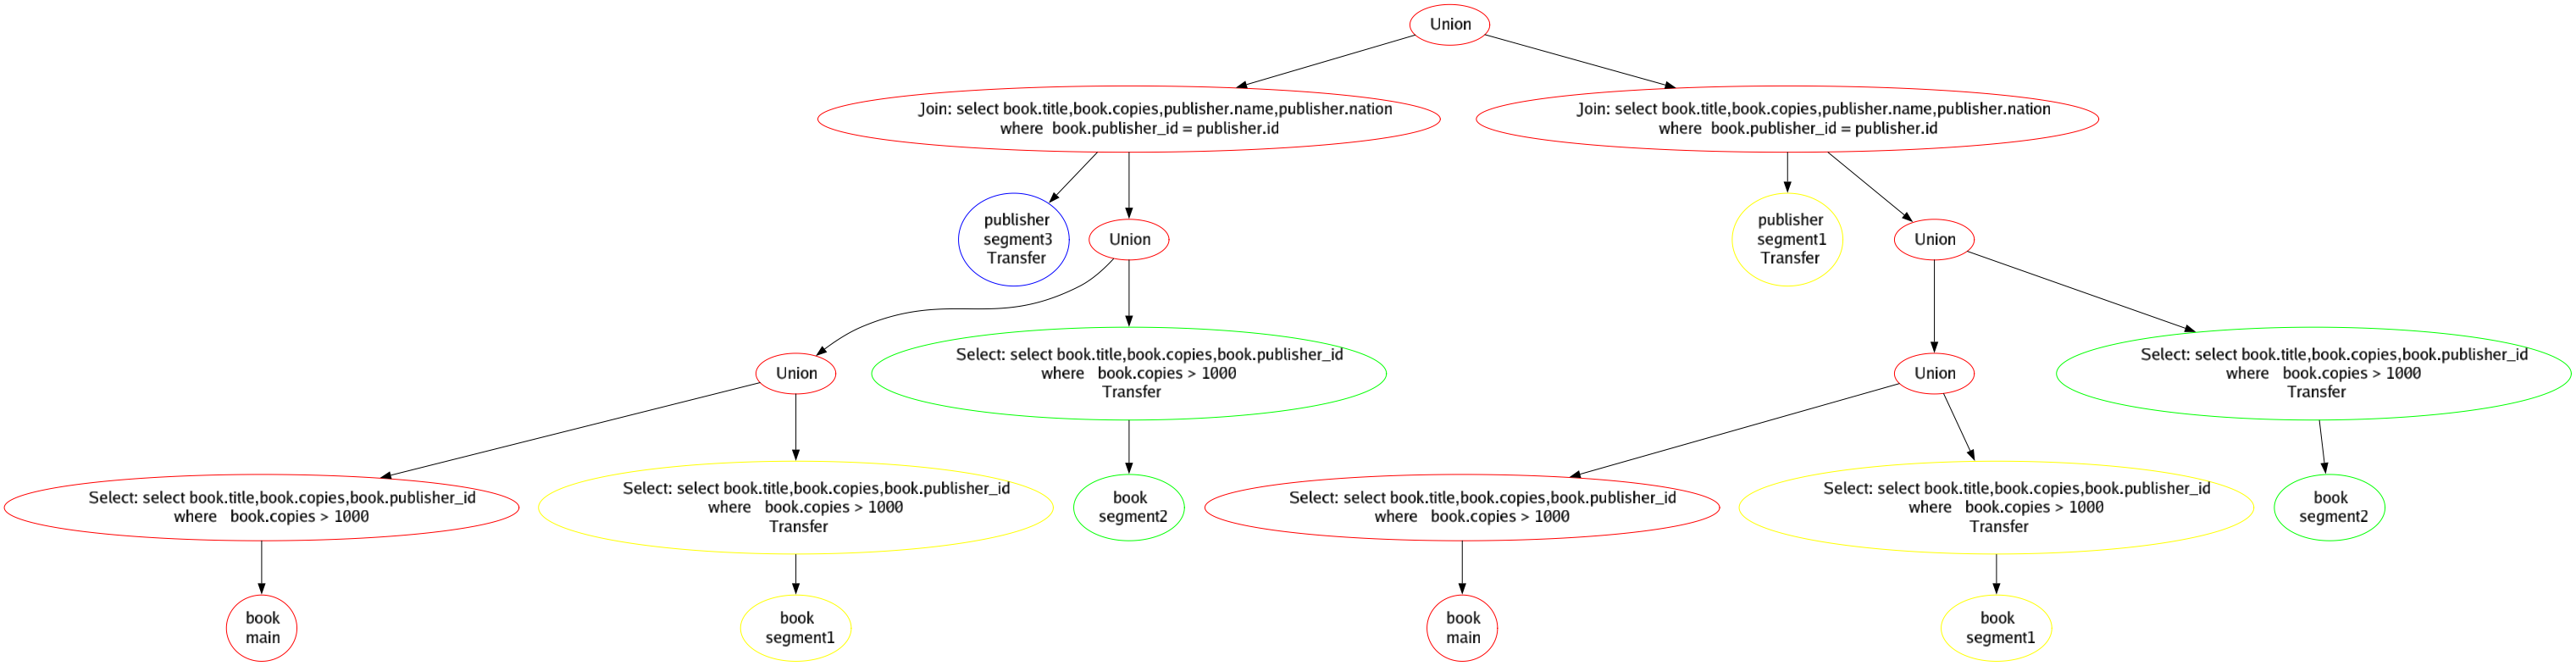 Union
Join: select book.title,book.copies,publisher.name,publisher.nation
where  book.publisher_id = publisher.id
Join: select book.title,book.copies,publisher.name,publisher.nation
where  book.publisher_id = publisher.id
publisher
segment3
Transfer
Union
publisher
segment1
Transfer
Union
Union
Select: select book.title,book.copies,book.publisher_id
where   book.copies > 1000
Transfer
Union
Select: select book.title,book.copies,book.publisher_id
where   book.copies > 1000
Transfer
Select: select book.title,book.copies,book.publisher_id
where   book.copies > 1000
Select: select book.title,book.copies,book.publisher_id
where   book.copies > 1000
Transfer
book
segment2
Select: select book.title,book.copies,book.publisher_id
where   book.copies > 1000
Select: select book.title,book.copies,book.publisher_id
where   book.copies > 1000
Transfer
book
segment2
book
main
book
segment1
book
main
book
segment1